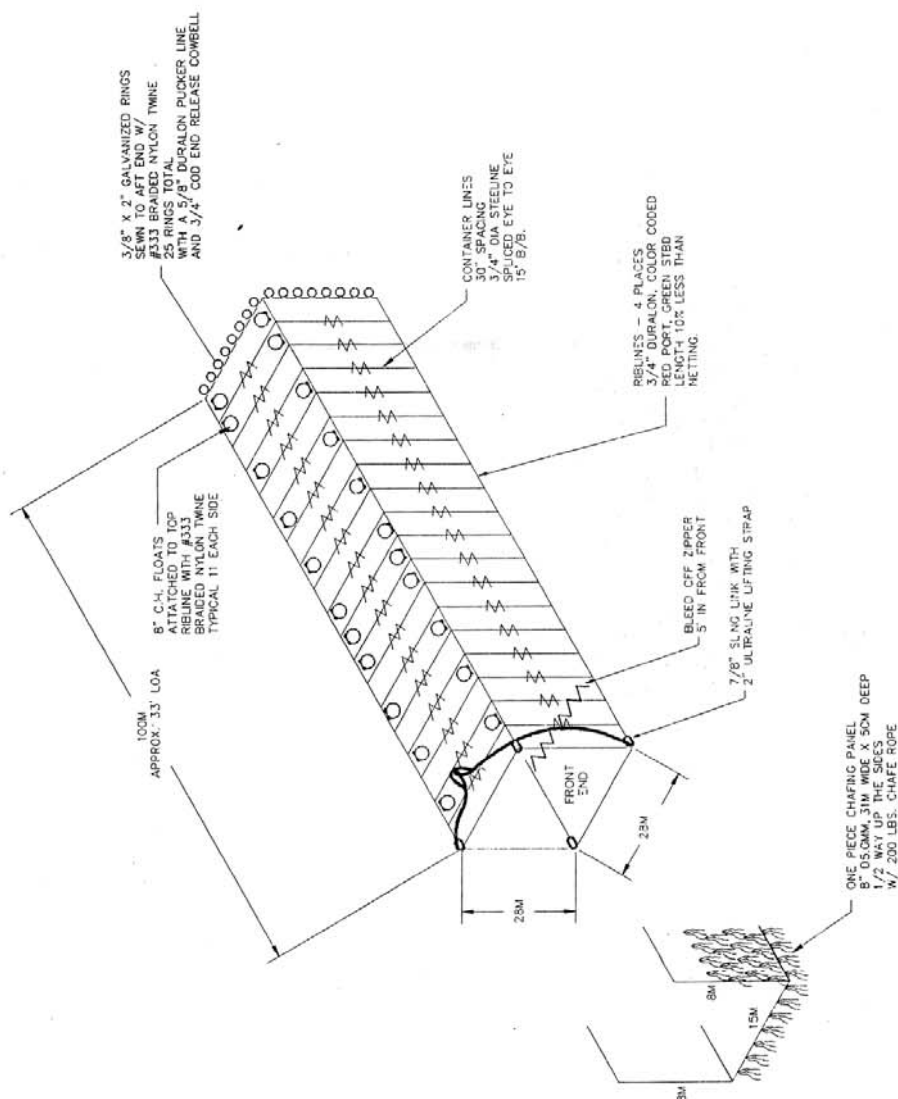 3/8" X 2" GALVANIZED RINGS
SEWN TO AFT END W/
#333 BRAIDED NYLON TWINE
25 RINGS TOTAL
WITH A 5/8" DURALON PUCKER LINE
AND 3/4" COD END RELEASE COWBELL
100M
APPROX. 33' LOA
8" C.H. FLOATS
ATTATCHED TO TOP
RIBLINE WITH #333
BRAIDED NYLON TWINE
TYPICAL 11 EACH SIDE
CONTAINER LINES
30" SPACING
3/4" DIA STEELINE
SPLICED EYE TO EYE
15' B/B.
RIBLINES – 4 PLACES
3/4" DURALON, COLOR CODED
RED PORT, GREEN STBD
LENGTH 10% LESS THAN
NETTING.
BLEED OFF ZIPPER
5' IN FROM FRONT
7/8" SLING LINK WITH
2" ULTRALINE LIFTING STRAP
FRONT
END
28M
28M
ONE PIECE CHAFING PANEL
8" D5.0MM, 31M WIDE X 50M DEEP
1/2 WAY UP THE SIDES
W/ 200 LBS. CHAFE ROPE
8M
15M